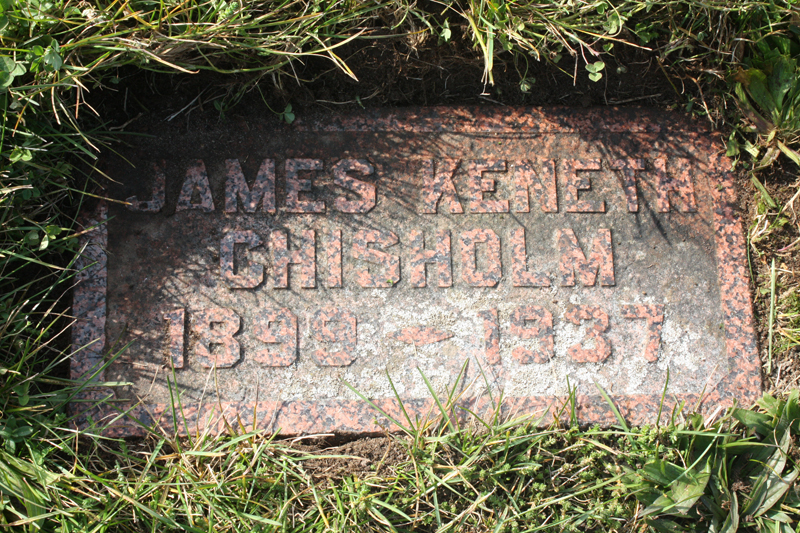 JAMES KENETH
CHISHOLM
1899 - 1937